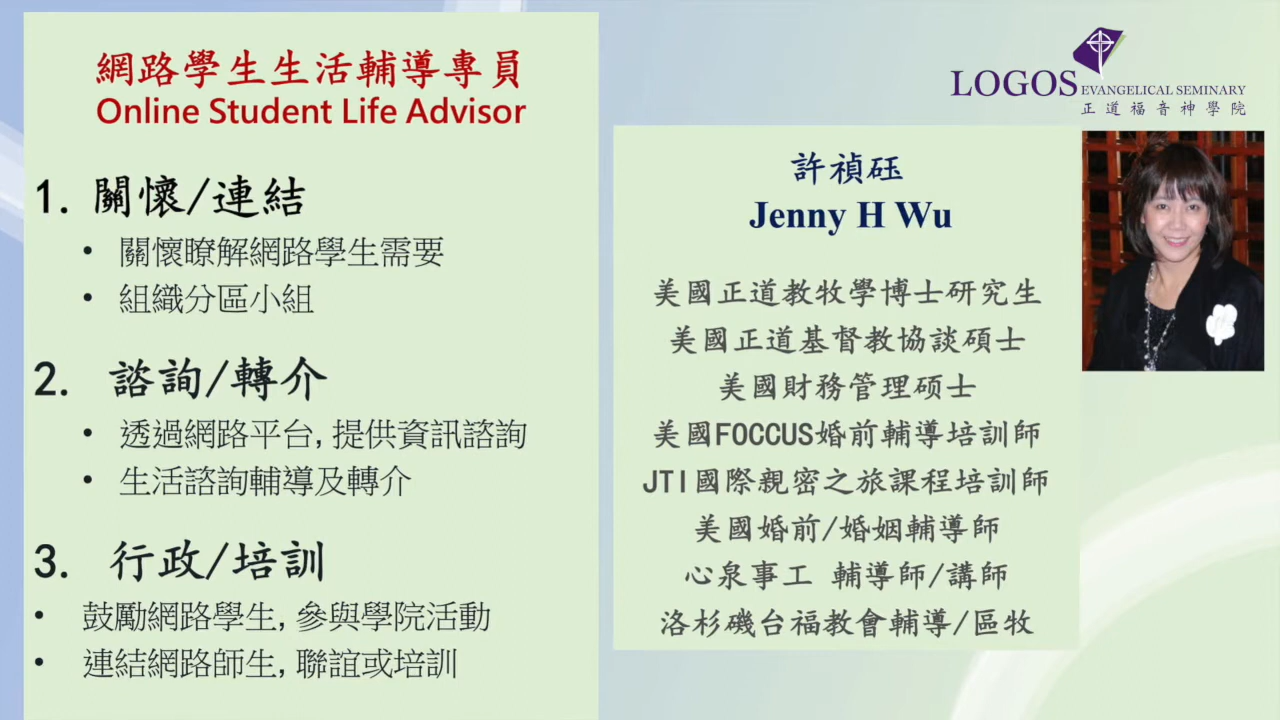 網路學生生活輔導專員
Online Student Life Advisor
1. 關懷/連結
• 關懷瞭解網路學生需要
• 組織分區小組
2. 諮詢/轉介
• 透過網路平台, 提供資訊諮詢
• 生活諮詢輔導及轉介
3. 行政/培訓
• 鼓勵網路學生, 參與學院活動
• 連結網路師生, 聯誼或培訓
LOGOS EVANGELICAL SEMINARY
正道福音神學院
許禎砡
Jenny H Wu
美國正道教牧學博士研究生
美國正道基督教協談碩士
美國財務管理硕士
美國FOCCUS婚前輔導培訓師
JTI國際親密之旅課程培訓師
美國婚前/婚姻輔導師
心泉事工 輔導師/講師
洛杉磯台福教會輔導/區牧